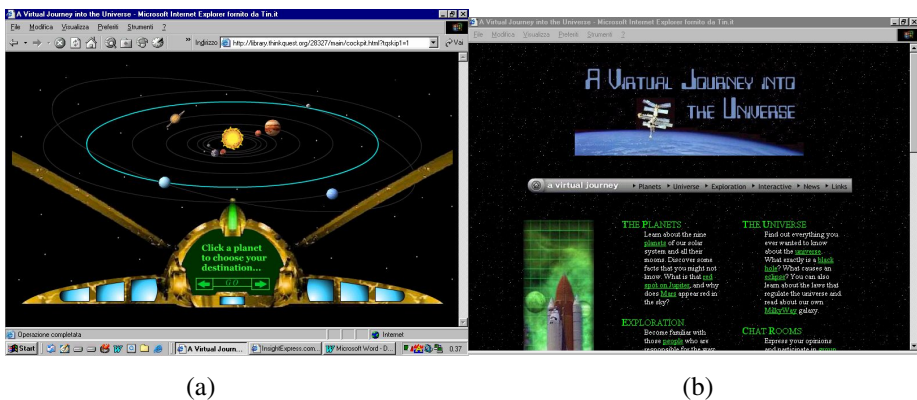 A Virtual Journey into the Universe - Microsoft Internet Explorer fornito da Tin.it
File Modifica Visualizza Preferiti Strumenti ?
Indirizzo http://library.thinkquest.org/28327/main/cockpit.html?tqskip1=1 Vai
Click a planet
to choose your
destination...
GO
Operazione completata
Internet
Start
A Virtual Journ...
InsightExpress.com...
Microsoft Word - D...
0.37
(a)
A Virtual Journey into the Universe - Microsoft Internet Explorer fornito da Tin.it
File Modifica Visualizza Preferiti Strumenti ?
A VIRTUAL JOURNEY INTO
THE UNIVERSE
a virtual journey
Planets
Universe
Exploration
Interactive
News
Links
THE PLANETS
Learn about the nine
planets of our solar
system and all their
moons. Discover some
facts that you might not
know. What is that red
spot on Jupiter, and why
does Mars appear red in
the sky?
EXPLORATION
Become familiar with
those people who are
responsible for the way
THE UNIVERSE
Find out everything you
ever wanted to know
about the universe.
What exactly is a black
hole? What causes an
eclipse? You can also
learn about the laws that
regulate the universe and
read about our own
MilkyWay galaxy.
CHAT ROOMS
Express your opinions
and participate in group
(b)